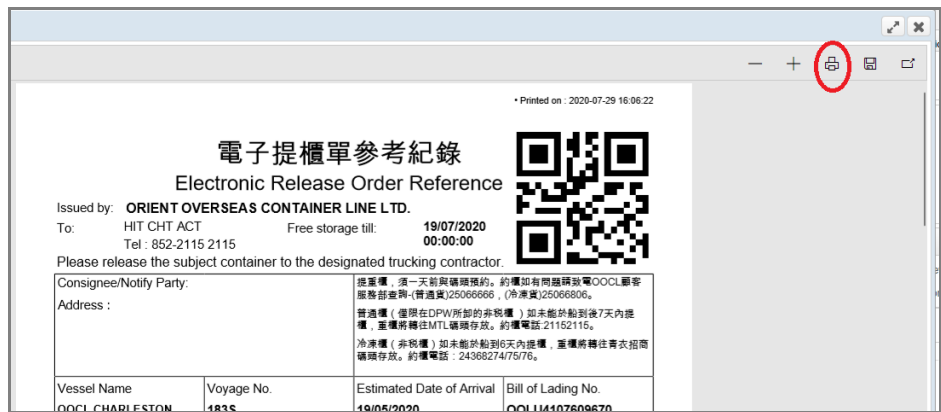 • Printed on : 2020-07-29 16:06:22
電子提櫃單參考紀錄
Electronic Release Order Reference
Issued by: ORIENT OVERSEAS CONTAINER LINE LTD.
To: HIT CHT ACT Free storage till: 19/07/2020
Tel : 852-2115 2115 00:00:00
Please release the subject container to the designated trucking contractor.
Consignee/Notify Party:
Address :
提重櫃，須一天前與碼頭預約。約櫃如有問題請致電OOCL顧客
服務部查詢-(普通貨)25066666，(冷凍貨)25066806。
普通櫃（僅限在DPW所卸的非税櫃 ）如未能於船到後7天內提
櫃，重櫃將轉往MTL碼頭存放。約櫃電話:21152115。
冷凍櫃（非税櫃）如未能於船到6天內提櫃，重櫃將轉往青衣招商
碼頭存放。約櫃電話：24368274/75/76。
Vessel Name Voyage No. Estimated Date of Arrival Bill of Lading No.
OOCL CHARLESTON 183S 19/05/2020 OOLU4107609670